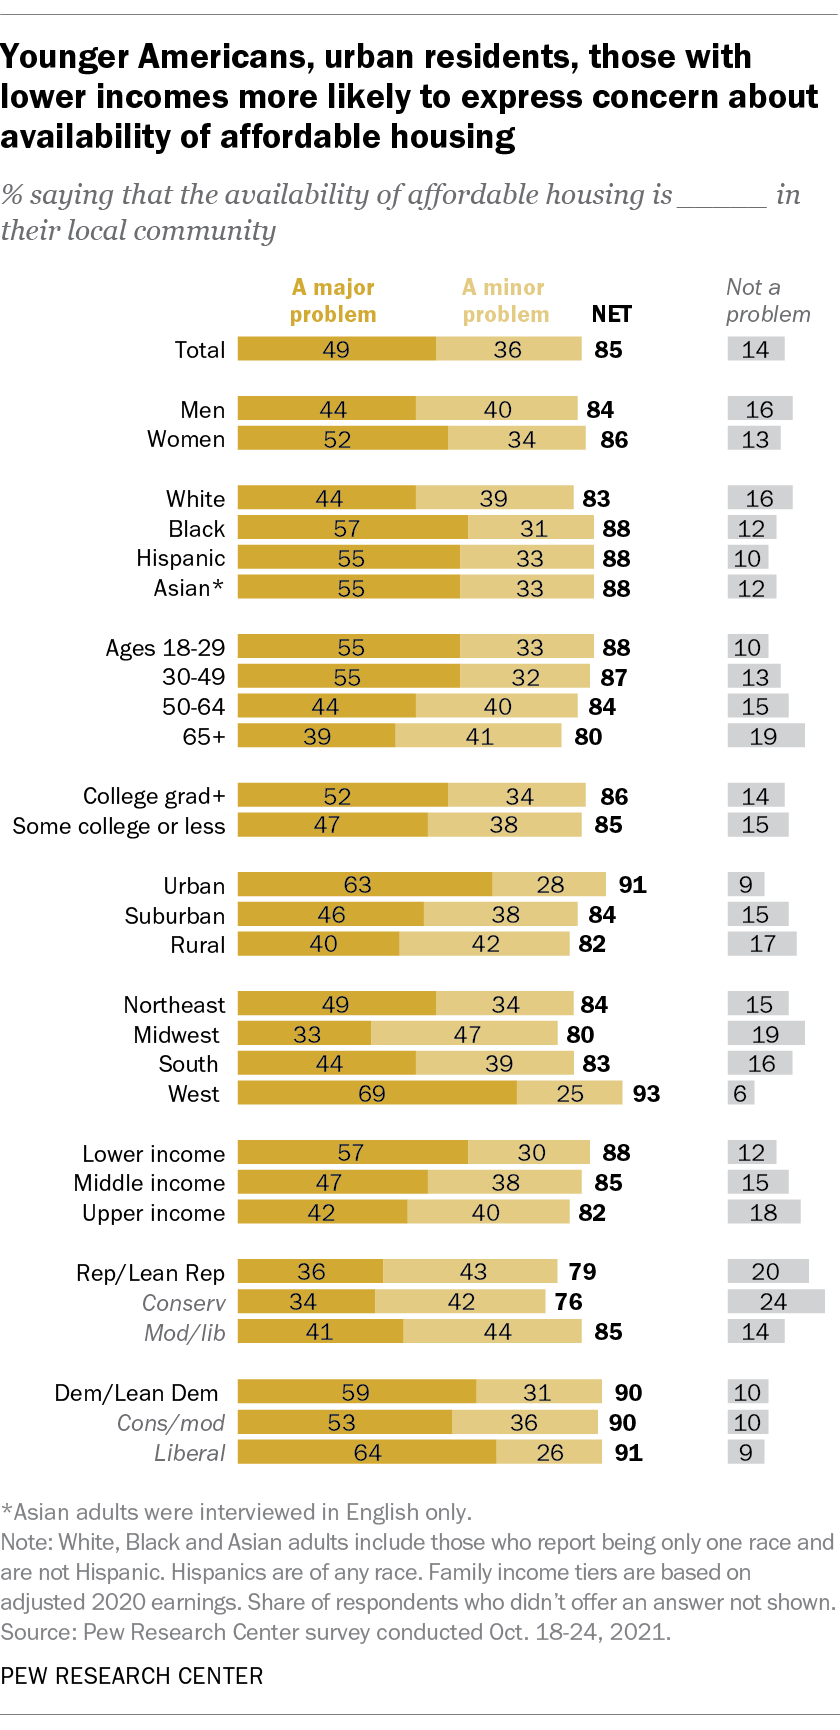 Younger Americans, urban residents, those with
lower incomes more likely to express concern about
availability of affordable housing
% saying that the availability of affordable housing is ______ in
their local community
A major problem A minor problem NET Not a problem
Total 49 36 85 14
Men 44 40 84 16
Women 52 34 86 13
White 44 39 83 16
Black 57 31 88 12
Hispanic 55 33 88 10
Asian* 55 33 88 12
Ages 18-29 55 33 88 10
30-49 55 32 87 13
50-64 44 40 84 15
65+ 39 41 80 19
College grad+ 52 34 86 14
Some college or less 47 38 85 15
Urban 63 28 91 9
Suburban 46 38 84 15
Rural 40 42 82 17
Northeast 49 34 84 15
Midwest 33 47 80 19
South 44 39 83 16
West 69 25 93 6
Lower income 57 30 88 12
Middle income 47 38 85 15
Upper income 42 40 82 18
Rep/Lean Rep 36 43 79 20
Conserv 34 42 76 24
Mod/lib 41 44 85 14
Dem/Lean Dem 59 31 90 10
Cons/mod 53 36 90 10
Liberal 64 26 91 9
*Asian adults were interviewed in English only.
Note: White, Black and Asian adults include those who report being only one race and
are not Hispanic. Hispanics are of any race. Family income tiers are based on
adjusted 2020 earnings. Share of respondents who didn’t offer an answer not shown.
Source: Pew Research Center survey conducted Oct. 18-24, 2021.
PEW RESEARCH CENTER